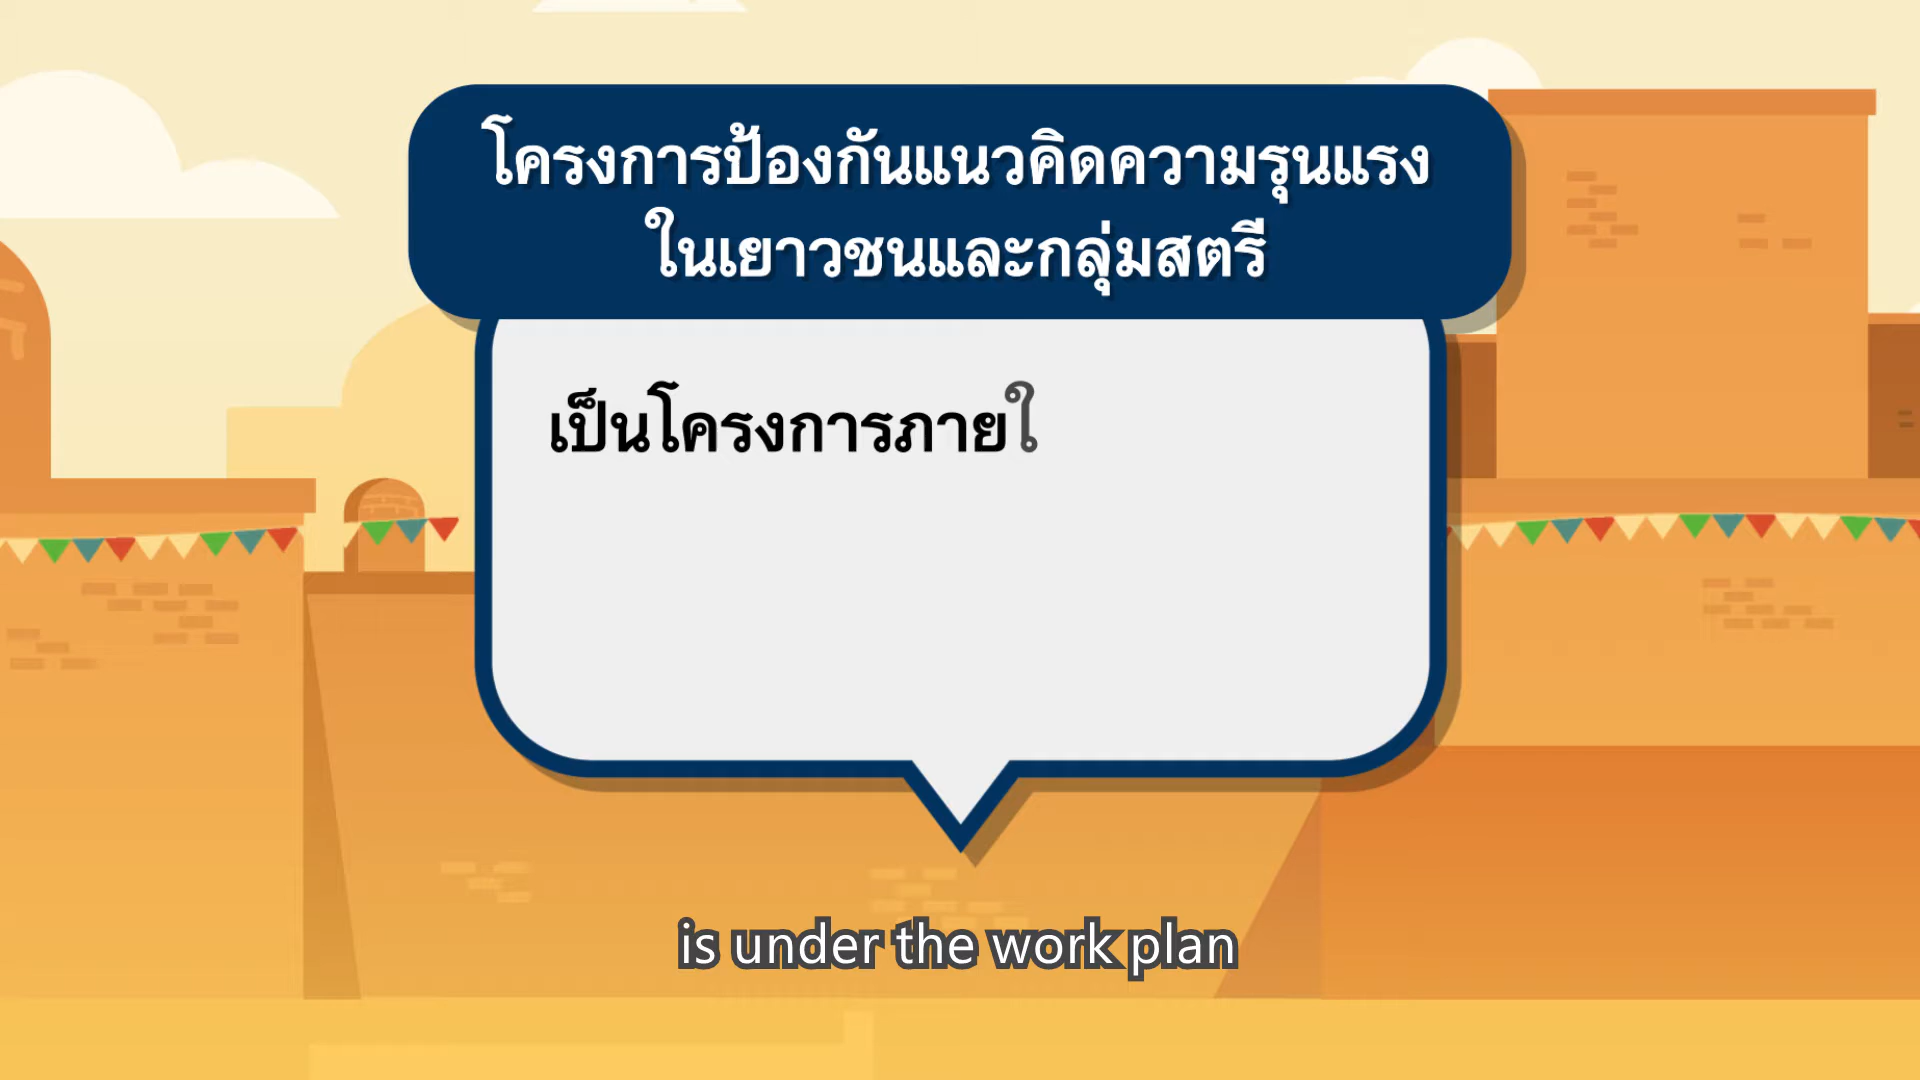 โครงการป้องกันแนวคิดความรุนแรง
ในเยาวชนและกลุ่มสตรี
เป็นโครงการภายใ
is under the work plan